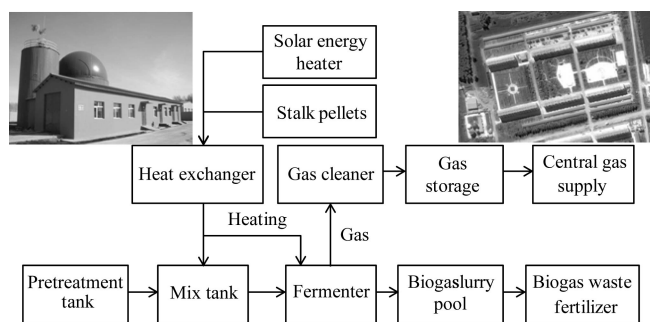 Solar energy
heater
Stalk pellets
Heat exchanger
Gas cleaner
Gas
storage
Central gas
supply
Heating
Gas
Pretreatment
tank
Mix tank
Fermenter
Biogaslurry
pool
Biogas waste
fertilizer